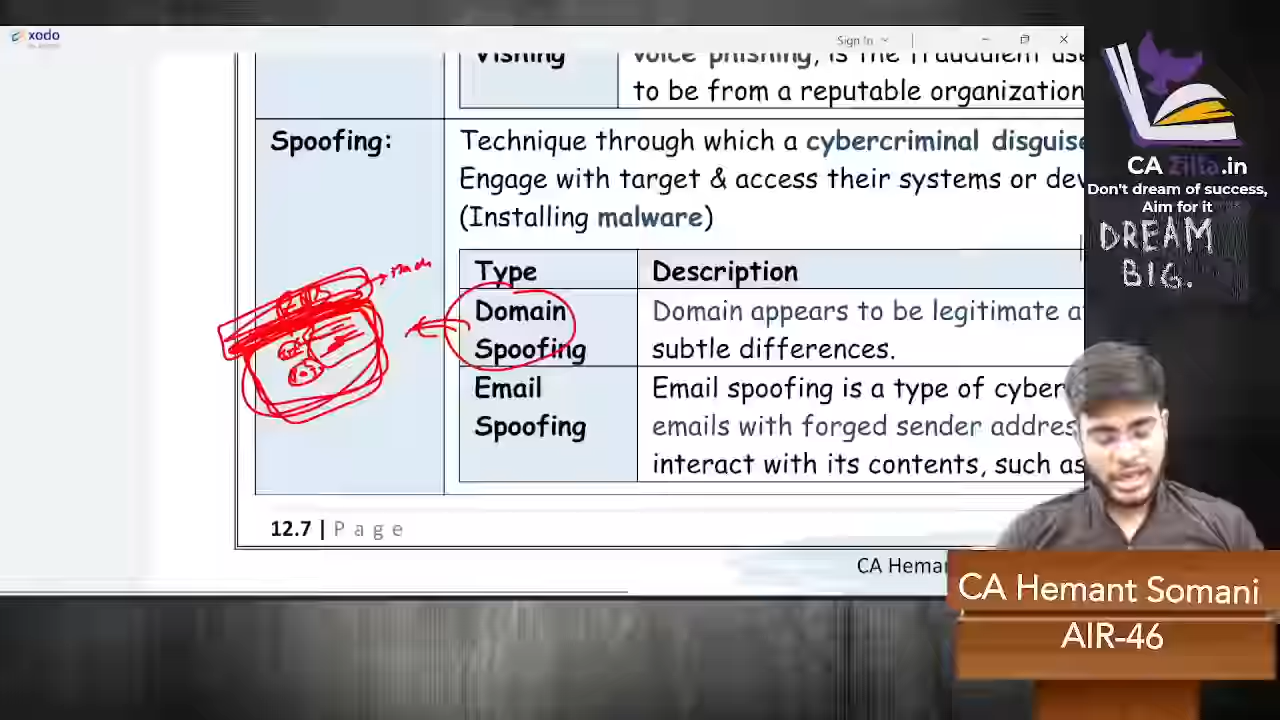 xodo
Sign In
Vishing
voice phishing, is the fraudulent use
to be from a reputable organization
Spoofing:
Technique through which a cybercriminal disguise
Engage with target & access their systems or dev
(Installing malware)
Type
Description
Domain
Spoofing
Domain appears to be legitimate a
subtle differences.
Email
Spoofing
Email spoofing is a type of cyber
emails with forged sender addres
interact with its contents, such as
12.7 | Page
CA Hema
CA Zilla.in
Don't dream of success,
Aim for it
DREAM
BIG.
CA Hemant Somani
AIR-46